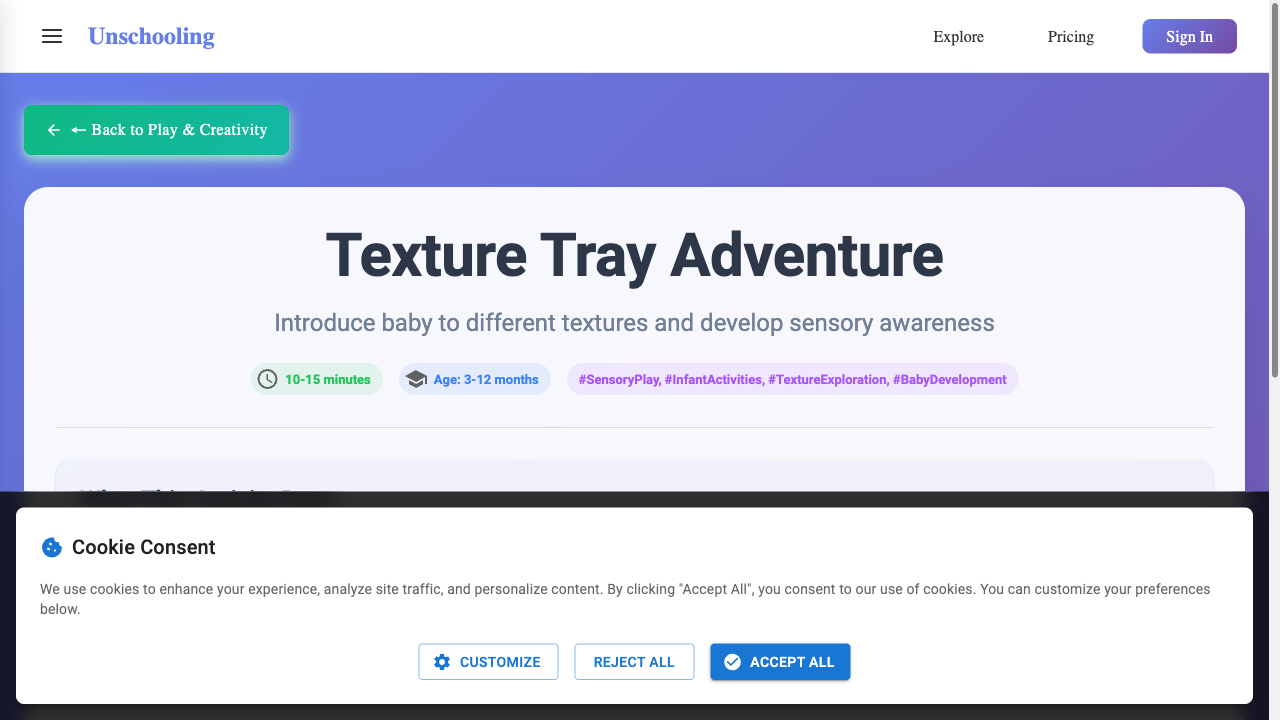 Unschooling
Explore
Pricing
Sign In
← Back to Play & Creativity
Texture Tray Adventure
Introduce baby to different textures and develop sensory awareness
10-15 minutes
Age: 3-12 months
#SensoryPlay, #InfantActivities, #TextureExploration, #BabyDevelopment
Cookie Consent
We use cookies to enhance your experience, analyze site traffic, and personalize content. By clicking "Accept All", you consent to our use of cookies. You can customize your preferences
below.
CUSTOMIZE
REJECT ALL
ACCEPT ALL